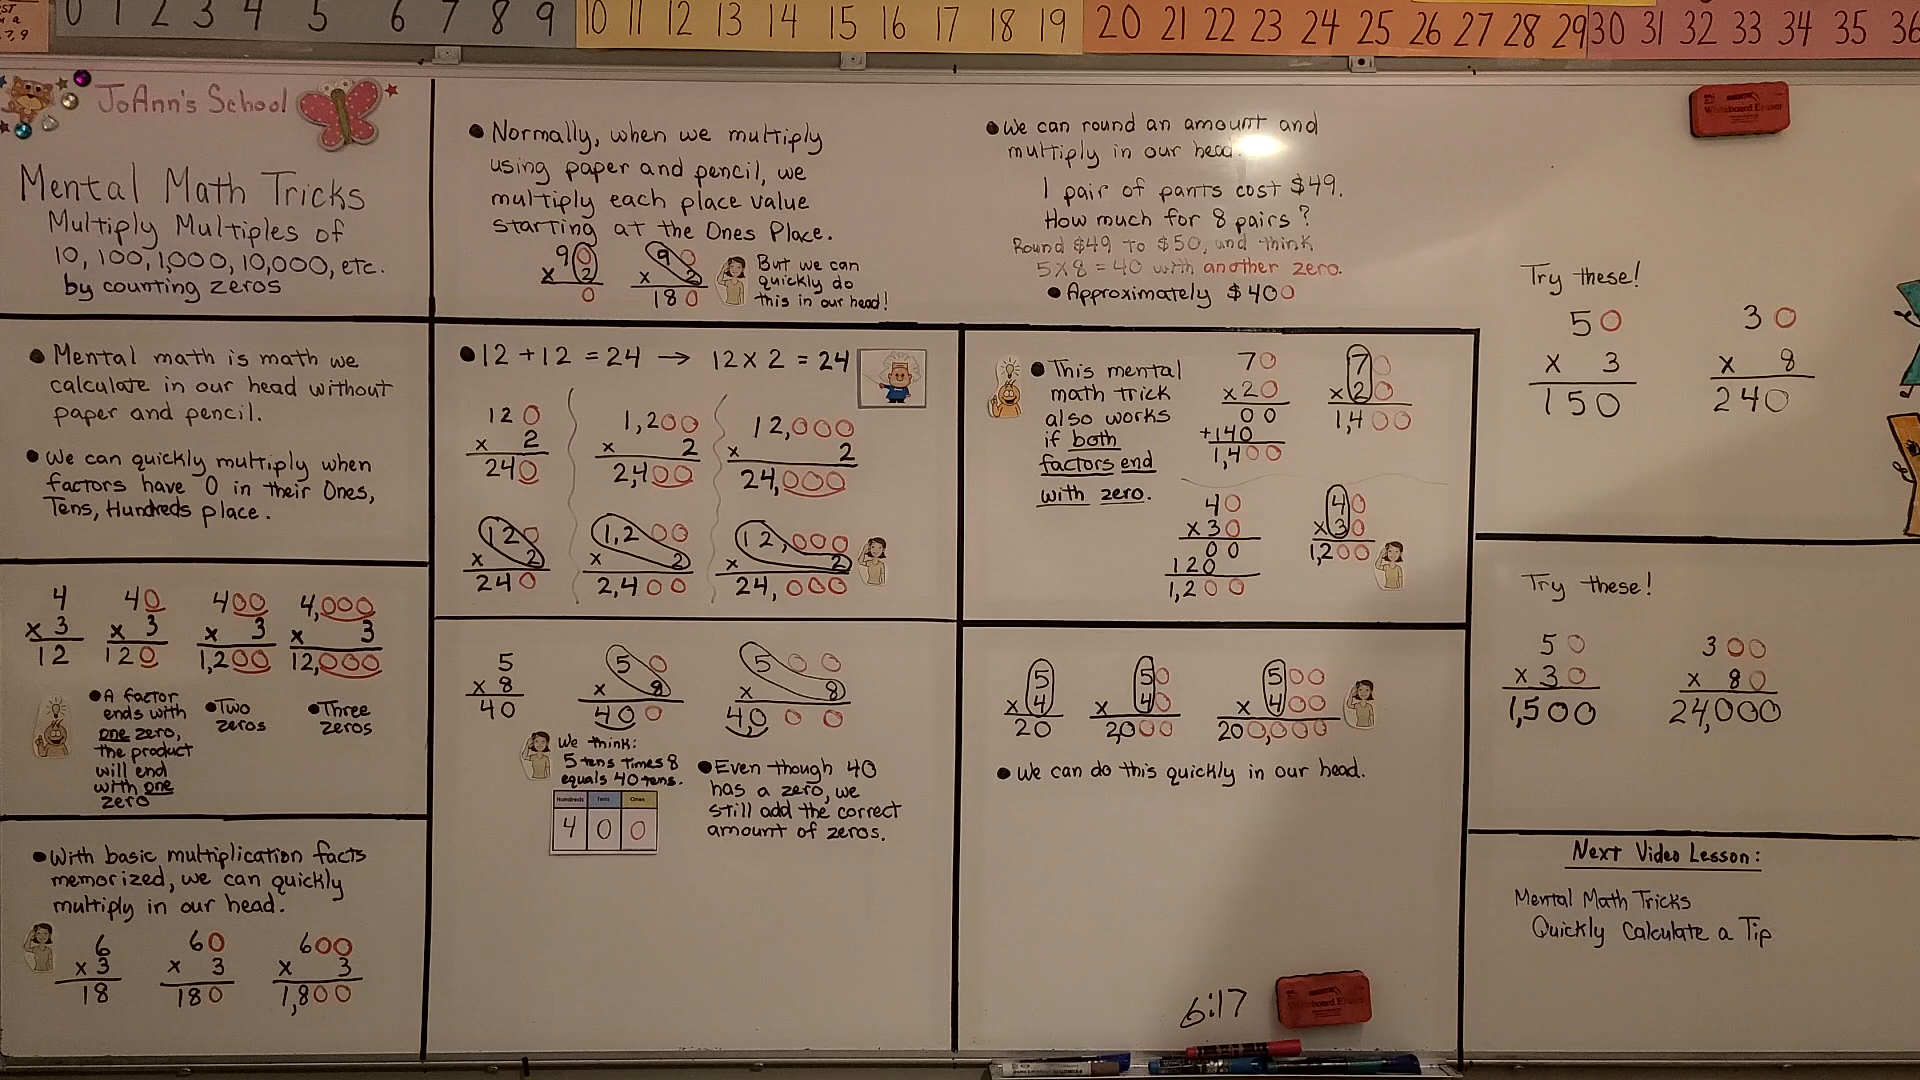 0 1 2 3 4 5 6 7 8 9 10 11 12 13 14 15 16 17 18 19 20 21 22 23 24 25 26 27 28 29 30 31 32 33 34 35 36
JoAnn's School
Mental Math Tricks
Multiply Multiples of
10, 100, 1,000, 10,000, etc.
by counting zeros
• Mental math is math we
calculate in our head without
paper and pencil.
• We can quickly multiply when
factors have 0 in their Ones,
Tens, Hundreds place.
4 40 400 4,000
x 3 x 3 x 3 x 3
12 120 1,200 12,000
• A factor
ends with
one zero,
the product
will end
with one
zero
• Two
zeros
• Three
zeros
• With basic multiplication facts
memorized, we can quickly
multiply in our head.
6 60 600
x 3 x 3 x 3
18 180 1,800
• Normally, when we multiply
using paper and pencil, we
multiply each place value
starting at the Ones Place.
90 90
x 2 x 2
0 180
But we can
quickly do
this in our head!
• We can round an amount and
multiply in our head.
1 pair of pants cost $49.
How much for 8 pairs?
Round $49 to $50, and think
5x8 = 40 with another zero.
• Approximately $400
• 12 + 12 = 24 → 12 x 2 = 24
120 1,200 12,000
x 2 x 2 x 2
240 2,400 24,000
120 1,200 12,000
x 2 x 2 x 2
240 2,400 24,000
5 50 500
x 8 x 8 x 8
40 400 40 0 0
We think:
5 tens times 8
equals 40 tens.
Hundreds Tens Ones
4 0 0
• Even though 40
has a zero, we
still add the correct
amount of zeros.
• This mental
math trick
also works
if both
factors end
with zero.
70 70
x 20 x 20
00 1,400
+140
1,400
40 40
x 30 x 30
00 1,200
120
1,200
5 50 500
x 4 x 40 x 400
20 2,000 200,000
• We can do this quickly in our head.
6:17
Whiteboard Eraser
Try these!
50 30
x 3 x 8
150 240
Try these!
50 300
x 30 x 80
1,500 24,000
Next Video Lesson:
Mental Math Tricks
Quickly Calculate a Tip